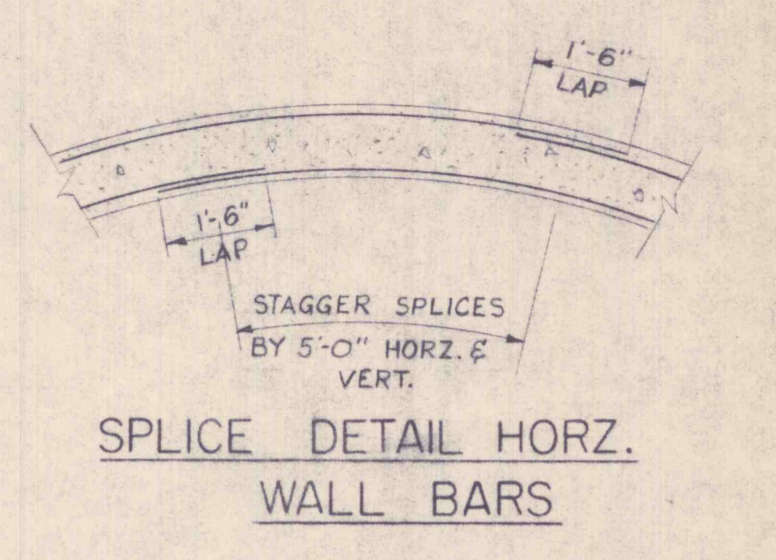 1'-6"
LAP
1'-6"
LAP
STAGGER SPLICES
BY 5'-0" HORZ. &
VERT.
SPLICE DETAIL HORZ.
WALL BARS